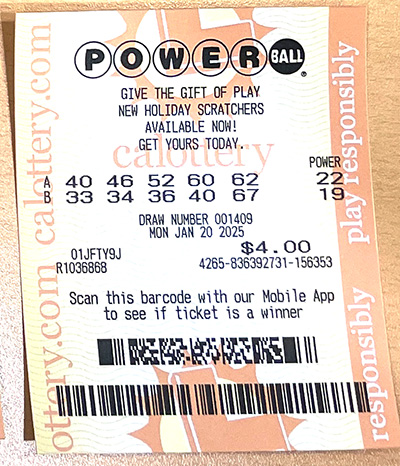 POWERBALL®
GIVE THE GIFT OF PLAY
NEW HOLIDAY SCRATCHERS
AVAILABLE NOW!
GET YOURS TODAY.
calottery
POWER
A 40 46 52 60 62 22
B 33 34 36 40 67 19
DRAW NUMBER 001409
MON JAN 20 2025
01JFTY9J $4.00
R1036868 4265-836392731-156353
Scan this barcode with our Mobile App
to see if ticket is a winner
ottery.com calottery.com
responsibly play responsibly